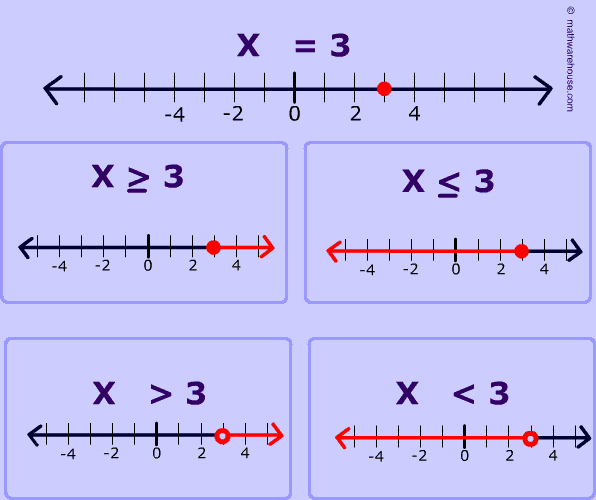 X = 3
-4 -2 0 2 4
© mathwarehouse.com
X ≥ 3
-4 -2 0 2 4
X ≤ 3
-4 -2 0 2 4
X > 3
-4 -2 0 2 4
X < 3
-4 -2 0 2 4